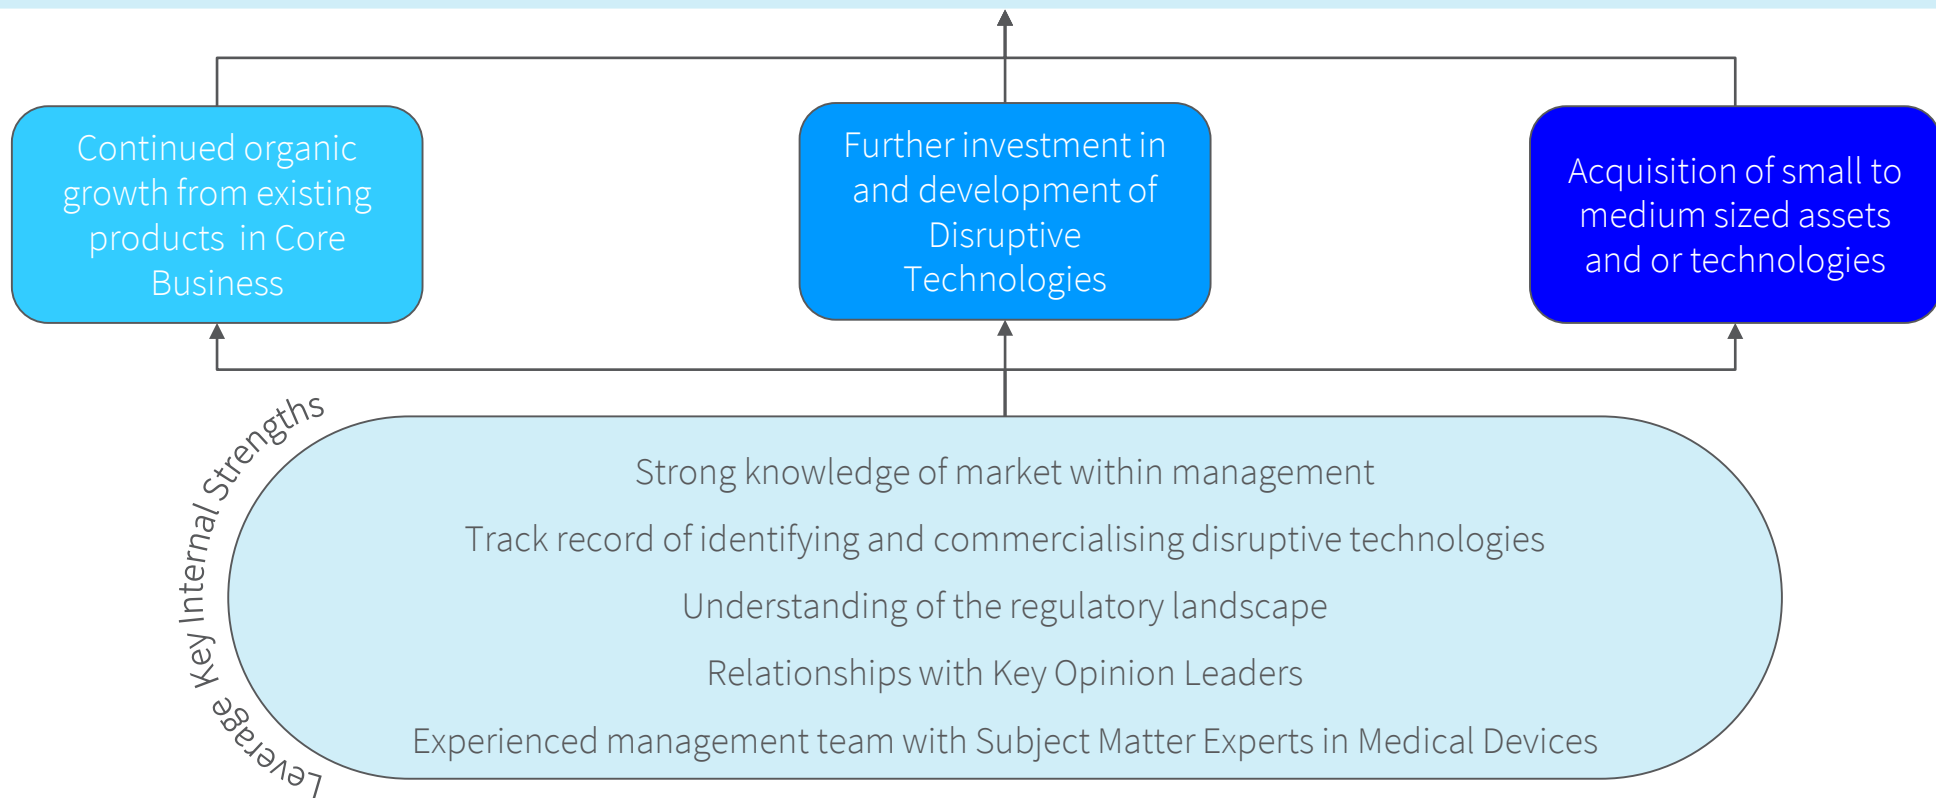 Continued organic
growth from existing
products in Core
Business
Further investment in
and development of
Disruptive
Technologies
Acquisition of small to
medium sized assets
and or technologies
Leverage Key Internal Strengths
Strong knowledge of market within management
Track record of identifying and commercialising disruptive technologies
Understanding of the regulatory landscape
Relationships with Key Opinion Leaders
Experienced management team with Subject Matter Experts in Medical Devices